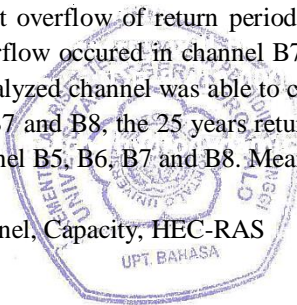 t overflow of return period
rflow occured in channel B7
alyzed channel was able to c
B7 and B8, the 25 years retur
nel B5, B6, B7 and B8. Mea
nel, Capacity, HEC-RAS
UPT. BAHASA